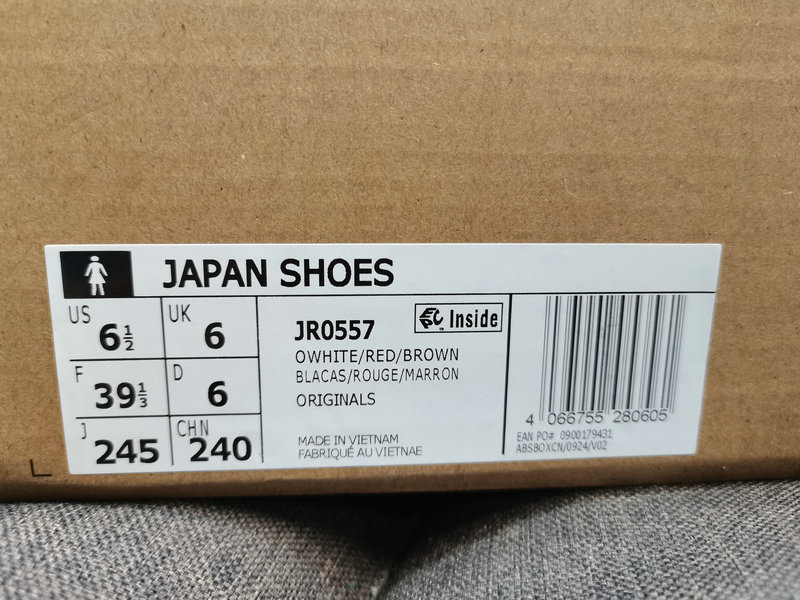 JAPAN SHOES
US 6½ UK 6
F 39⅓ D 6
J 245 CHN 240
JR0557
EPC Inside
OWHITE/RED/BROWN
BLACAS/ROUGE/MARRON
ORIGINALS
MADE IN VIETNAM
FABRIQUÉ AU VIETNAE
4 066755 280605
EAN PO# 0900179431
ABSBOXCN/0924/V02